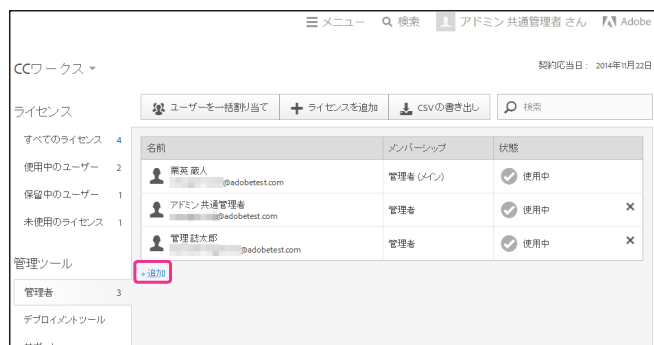 メニュー 検索 アドミン 共通管理者 さん Adobe
CCワークス
契約応当日： 2014年11月22日
ライセンス
ユーザーを一括割り当て ライセンスを追加 CSVの書き出し 検索
すべてのライセンス 4
使用中のユーザー 2
保留中のユーザー 1
未使用のライセンス 1
名前 メンバーシップ 状態
栗英 蔵人
@adobetest.com
管理者 (メイン) 使用中
アドミン 共通管理者
@adobetest.com
管理者 使用中
管理 詰太郎
@adobetest.com
管理者 使用中
+追加
管理ツール
管理者 3
デプロイメントツール